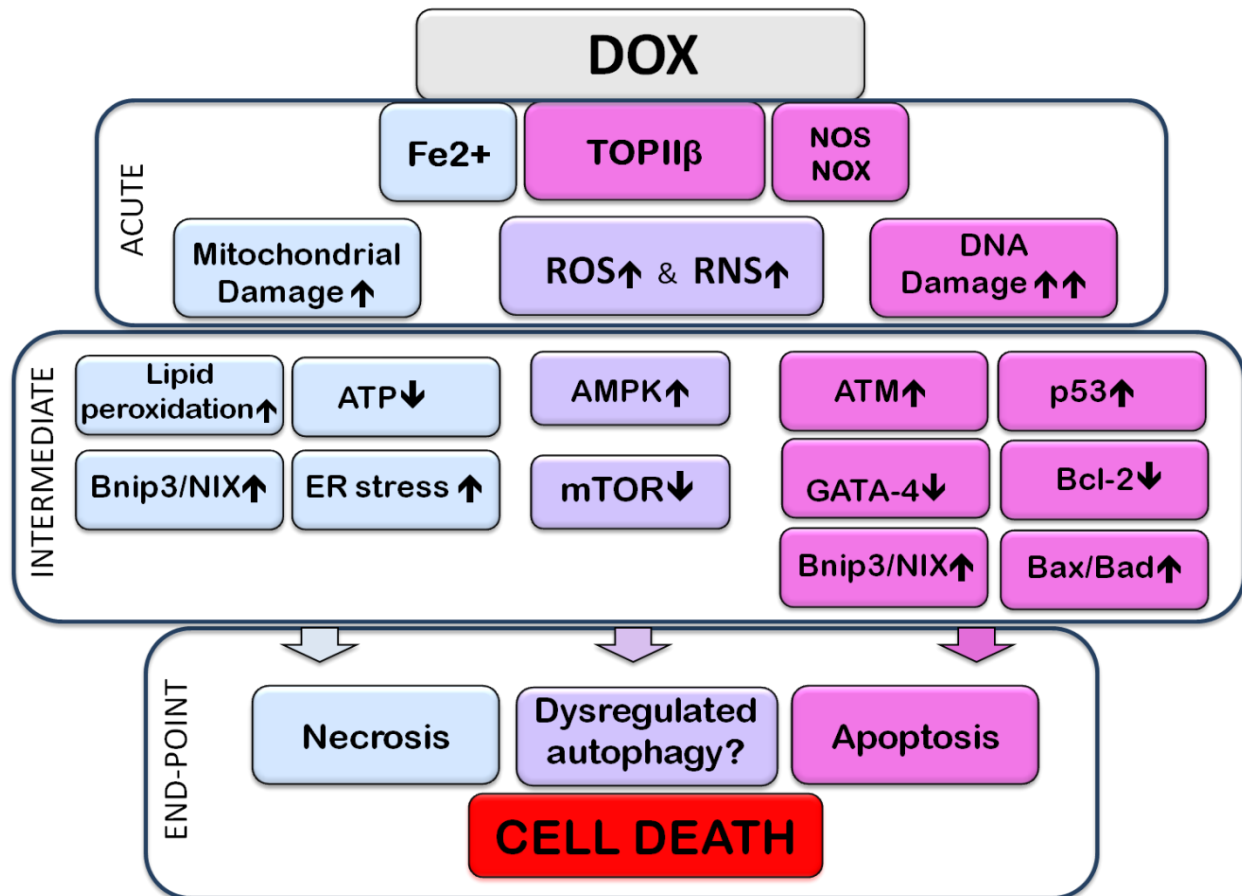 DOX
ACUTE
Fe2+
TOPIIβ
NOS
NOX
Mitochondrial
Damage ↑
ROS↑ & RNS↑
DNA
Damage ↑↑
INTERMEDIATE
Lipid
peroxidation↑
ATP↓
AMPK↑
ATM↑
p53↑
Bnip3/NIX↑
ER stress ↑
mTOR↓
GATA-4↓
Bcl-2↓
Bnip3/NIX↑
Bax/Bad↑
END-POINT
Necrosis
Dysregulated
autophagy?
Apoptosis
CELL DEATH